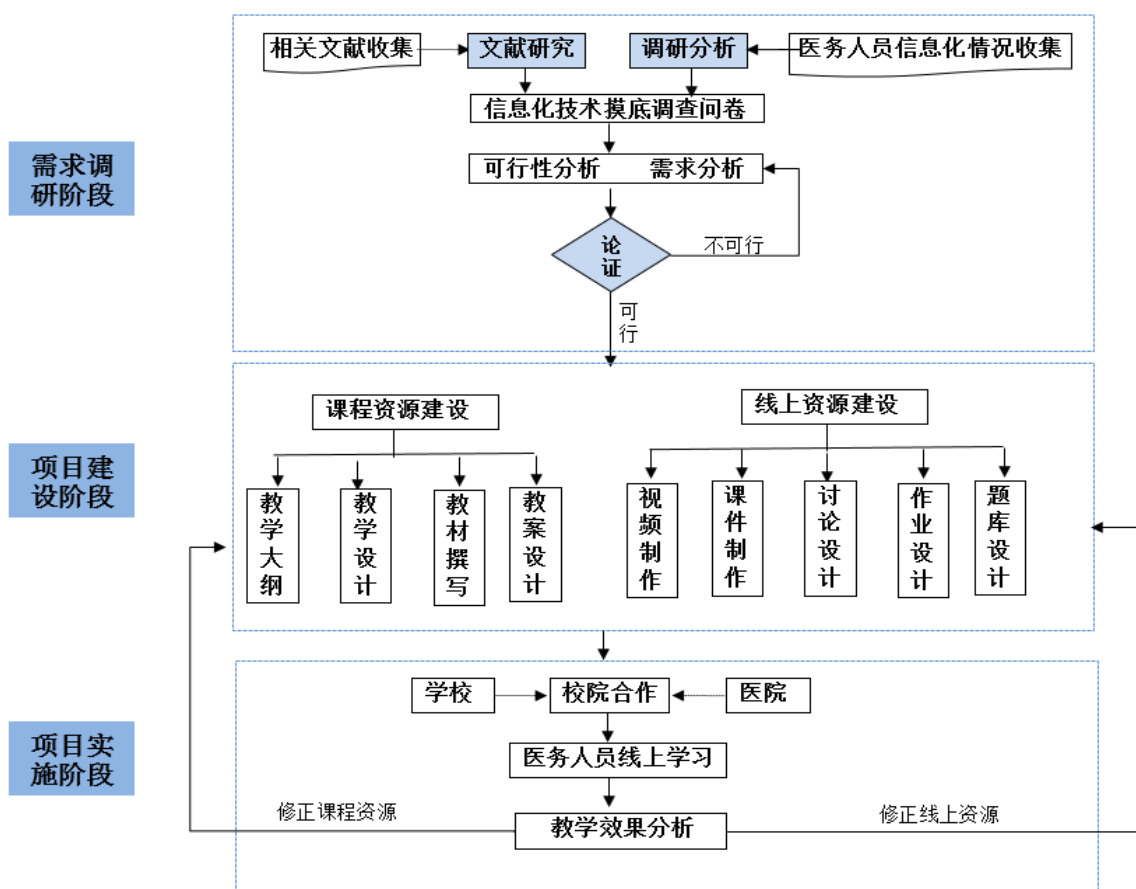 相关文献收集
文献研究
调研分析
医务人员信息化情况收集
信息化技术摸底调查问卷
需求调
研阶段
可行性分析 需求分析
论
证
不可行
可
行
课程资源建设
线上资源建设
项目建
设阶段
教学大纲
教学设计
教材撰写
教案设计
视频制作
课件制作
讨论设计
作业设计
题库设计
学校
校院合作
医院
项目实
施阶段
医务人员线上学习
修正课程资源
教学效果分析
修正线上资源